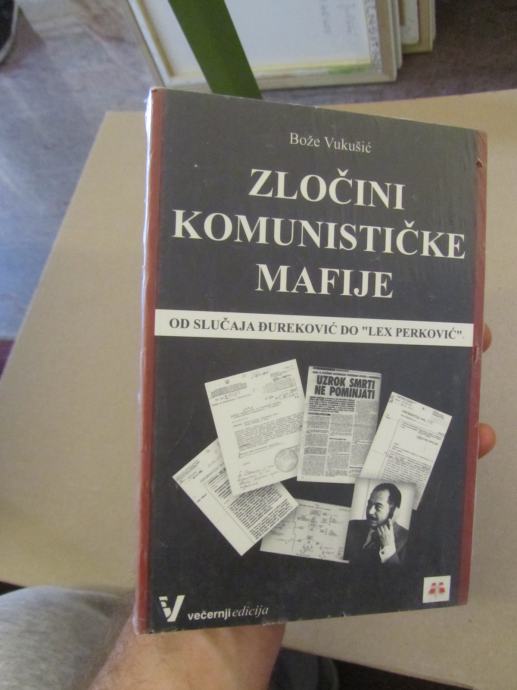 Bože Vukušić
ZLOČINI
KOMUNISTIČKE
MAFIJE
OD SLUČAJA ĐUREKOVIĆ DO "LEX PERKOVIĆ".
UZROK SMRTI
NE POMINJATI
večernji edicija